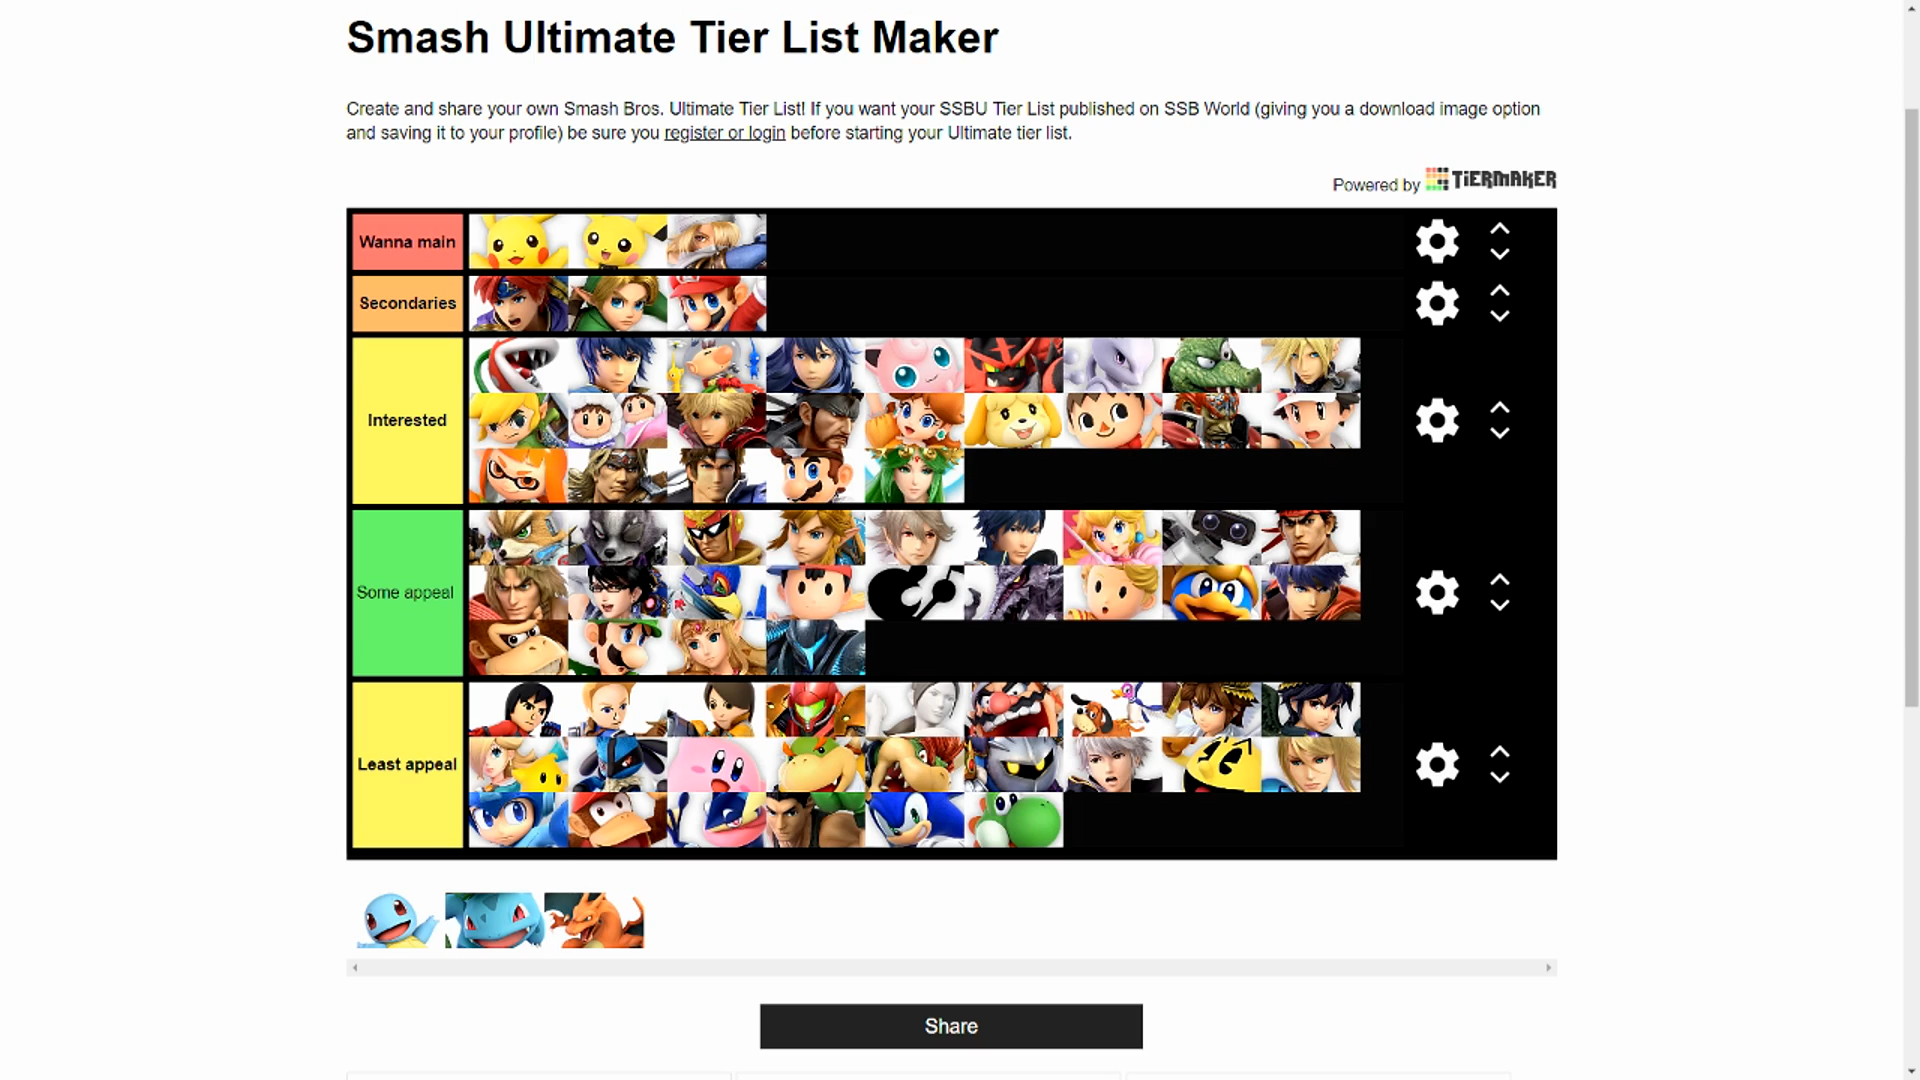 Smash Ultimate Tier List Maker
Create and share your own Smash Bros. Ultimate Tier List! If you want your SSBU Tier List published on SSB World (giving you a download image option
and saving it to your profile) be sure you register or login before starting your Ultimate tier list.
Powered by TiERMAKER
Wanna main
Secondaries
Interested
Some appeal
Least appeal
Share